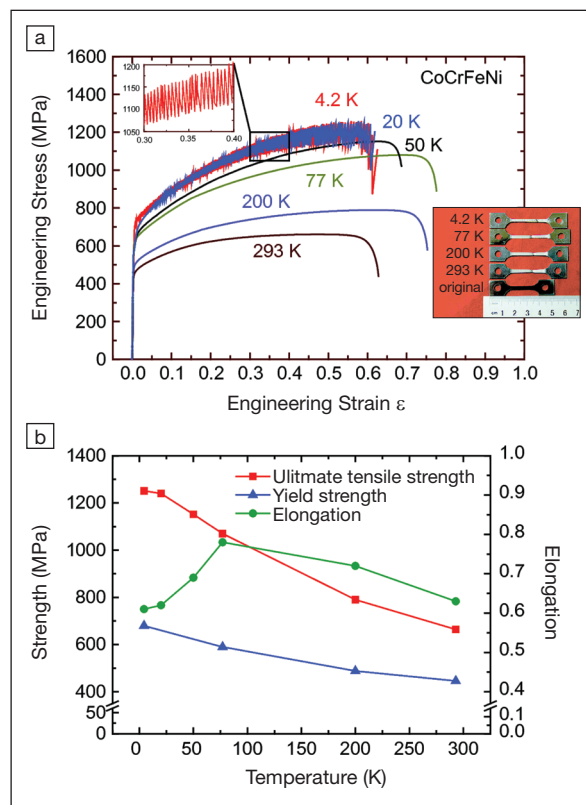 a
CoCrFeNi
1600
1400
1200
1000
800
600
400
200
0
Engineering Stress (MPa)
1200
1150
1100
1050
0.30
0.35
0.40
4.2 K
20 K
50 K
77 K
200 K
293 K
0.0
0.1
0.2
0.3
0.4
0.5
0.6
0.7
0.8
0.9
1.0
Engineering Strain ε
4.2 K
77 K
200 K
293 K
original
cm 1 2 3 4 5 6 7
b
1400
1200
1000
800
600
400
50
0
Strength (MPa)
Ulitmate tensile strength
Yield strength
Elongation
1.0
0.9
0.8
0.7
0.6
0.5
0.4
0.1
0.0
Elongation
0
50
100
150
200
250
300
Temperature (K)